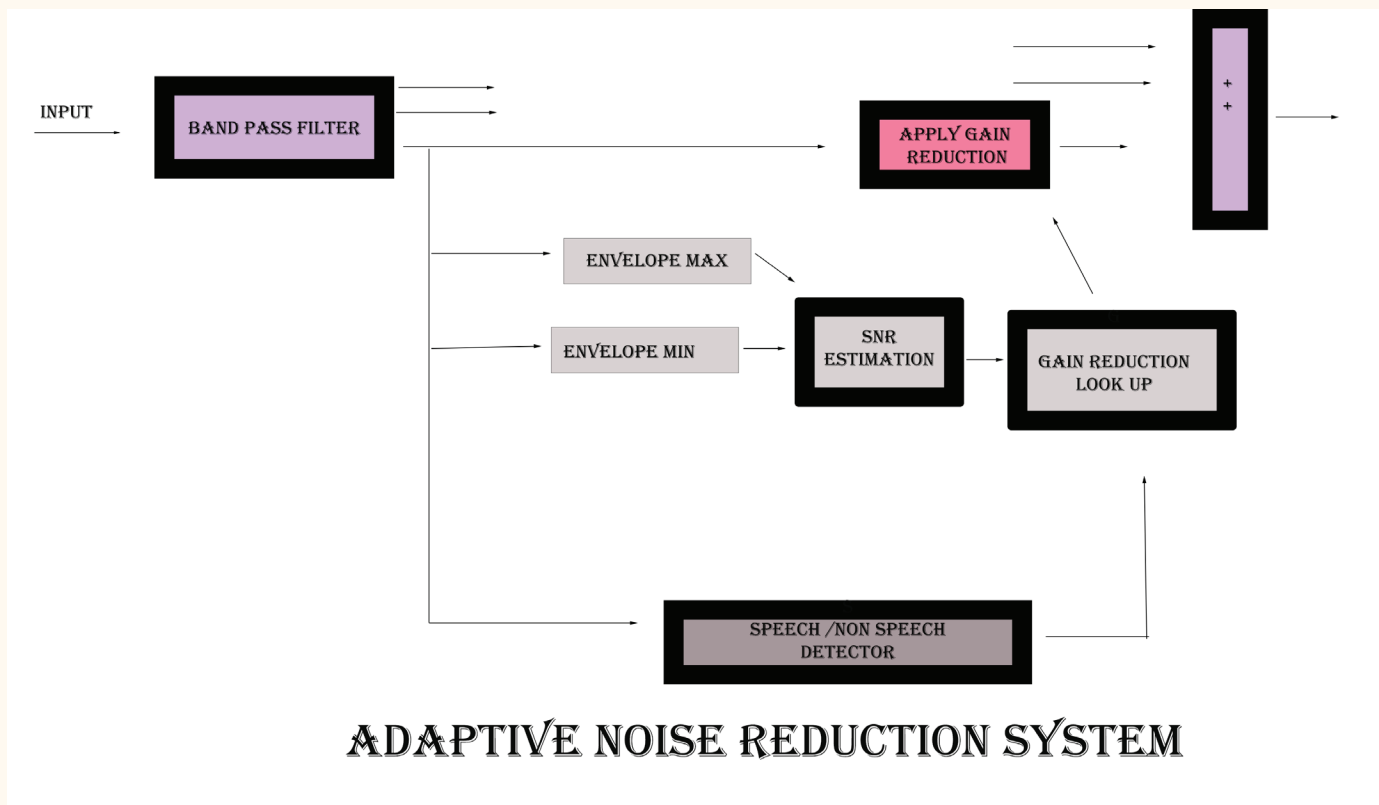 INPUT
BAND PASS FILTER
+
+
APPLY GAIN
REDUCTION
ENVELOPE MAX
ENVELOPE MIN
SNR
ESTIMATION
GAIN REDUCTION
LOOK UP
SPEECH /NON SPEECH
DETECTOR
ADAPTIVE NOISE REDUCTION SYSTEM